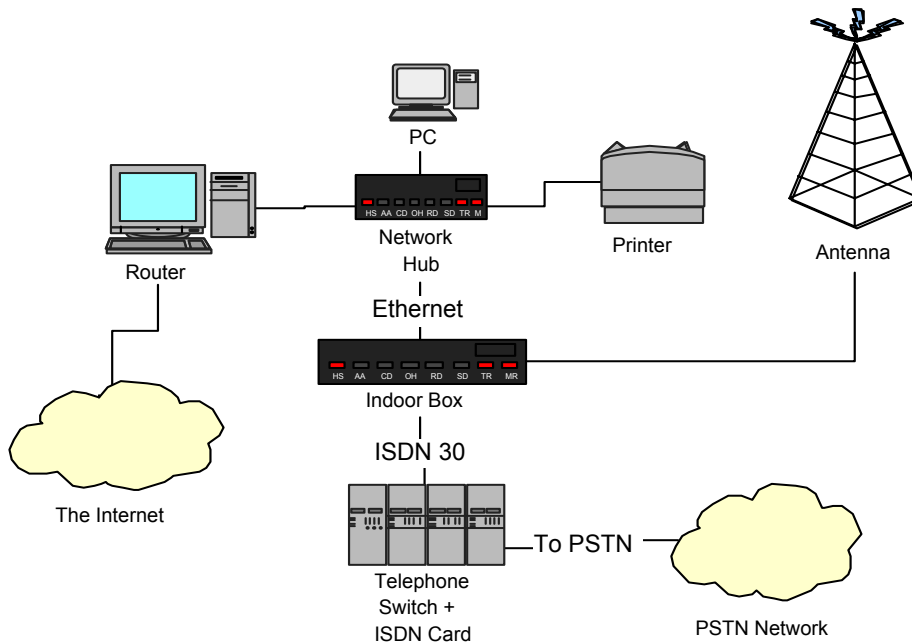 PC
HS AA CD OH RD SD TR M
Network
Hub
Printer
Antenna
Router
Ethernet
HS AA CD OH RD SD TR MR
Indoor Box
ISDN 30
The Internet
To PSTN
Telephone
Switch +
ISDN Card
PSTN Network